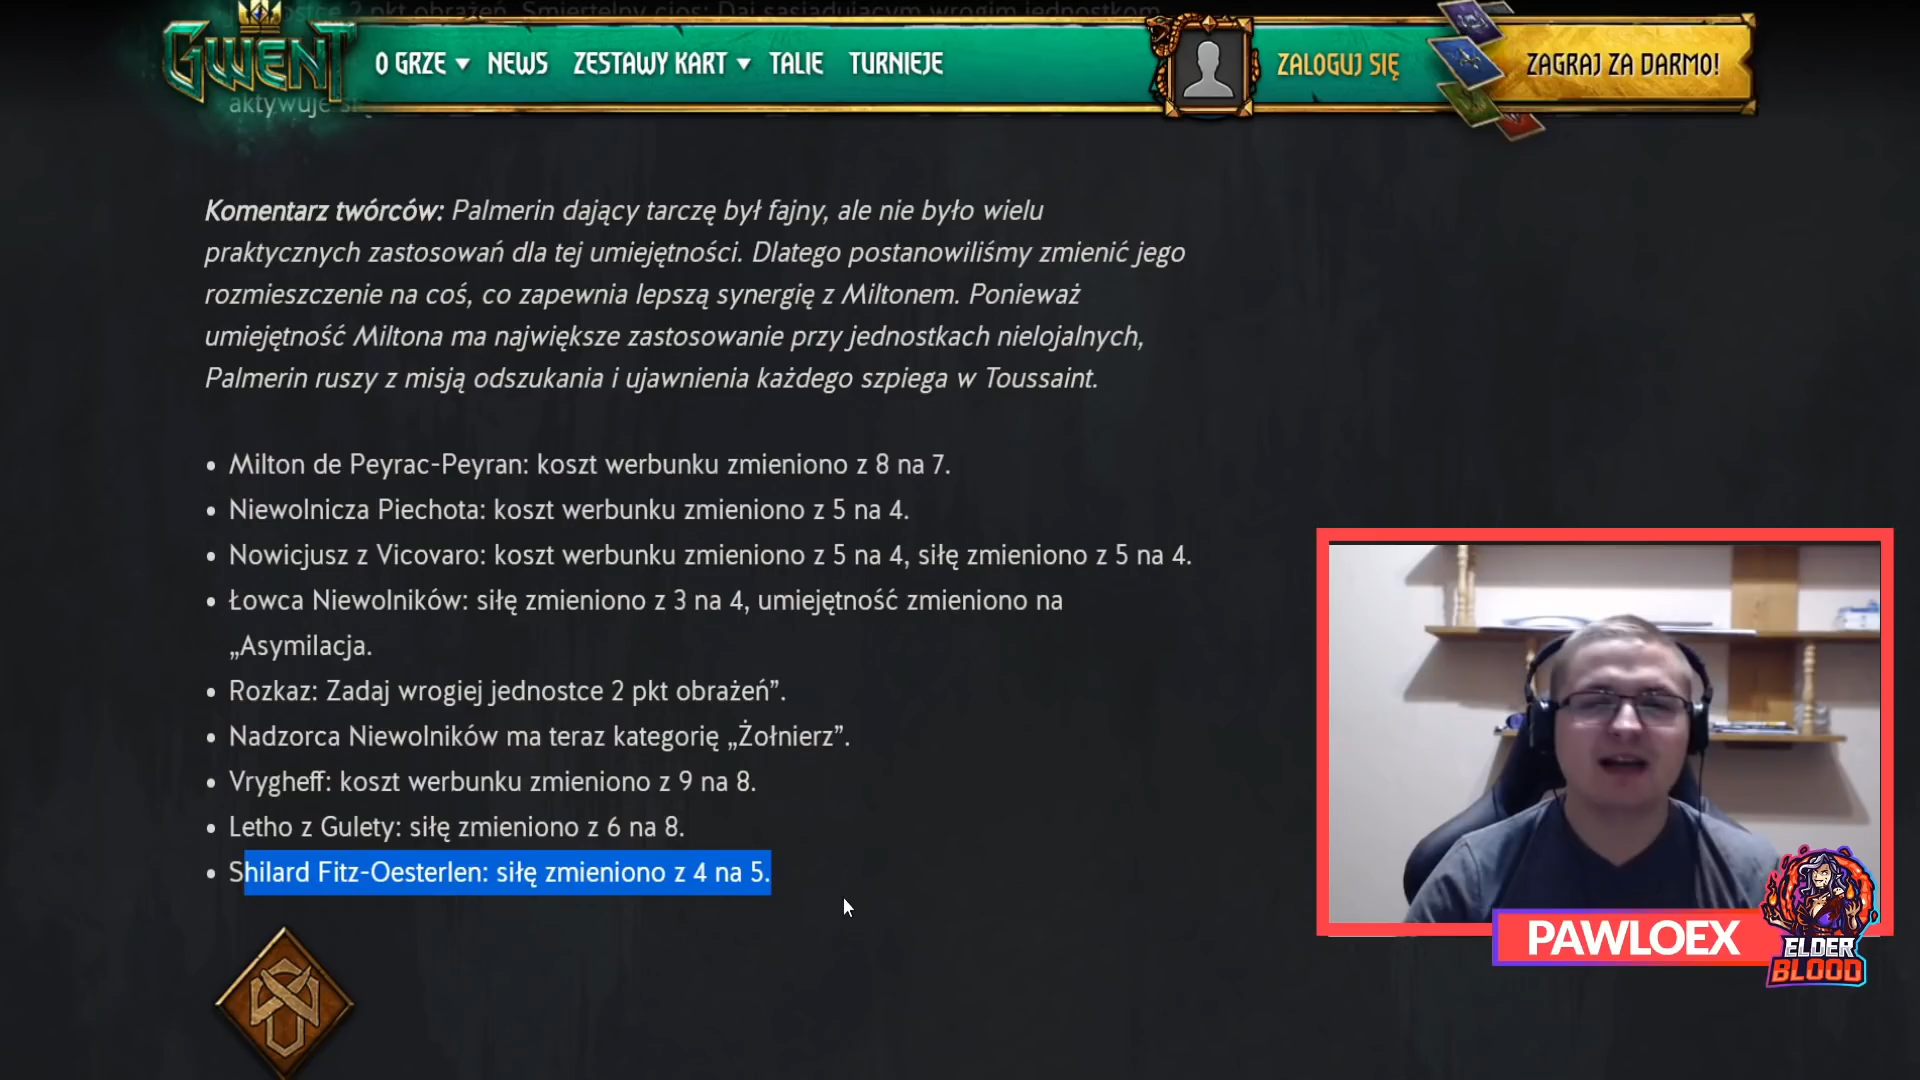 GWENT
O GRZE
NEWS
ZESTAWY KART
TALIE
TURNIEJE
ZALOGUJ SIĘ
ZAGRAJ ZA DARMO!
aktywuje
Komentarz twórców: Palmerin dający tarczę był fajny, ale nie było wielu
praktycznych zastosowań dla tej umiejętności. Dlatego postanowiliśmy zmienić jego
rozmieszczenie na coś, co zapewnia lepszą synergię z Miltonem. Ponieważ
umiejętność Miltona ma największe zastosowanie przy jednostkach nielojalnych,
Palmerin ruszy z misją odszukania i ujawnienia każdego szpiega w Toussaint.
• Milton de Peyrac-Peyran: koszt werbunku zmieniono z 8 na 7.
• Niewolnicza Piechota: koszt werbunku zmieniono z 5 na 4.
• Nowicjusz z Vicovaro: koszt werbunku zmieniono z 5 na 4, siłę zmieniono z 5 na 4.
• Łowca Niewolników: siłę zmieniono z 3 na 4, umiejętność zmieniono na
„Asymilacja.
• Rozkaz: Zadaj wrogiej jednostce 2 pkt obrażeń”.
• Nadzorca Niewolników ma teraz kategorię „Żołnierz”.
• Vrygheff: koszt werbunku zmieniono z 9 na 8.
• Letho z Gulety: siłę zmieniono z 6 na 8.
• Shilard Fitz-Oesterlen: siłę zmieniono z 4 na 5.
PAWLOEX
ELDER
BLOOD